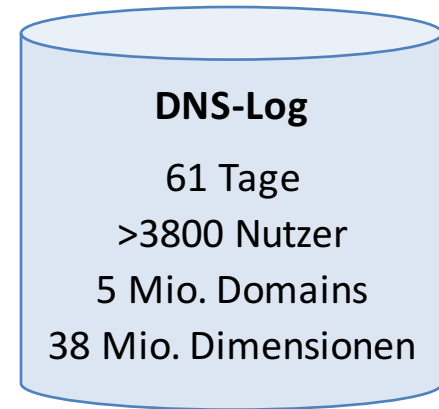 DNS-Log
61 Tage
>3800 Nutzer
5 Mio. Domains
38 Mio. Dimensionen